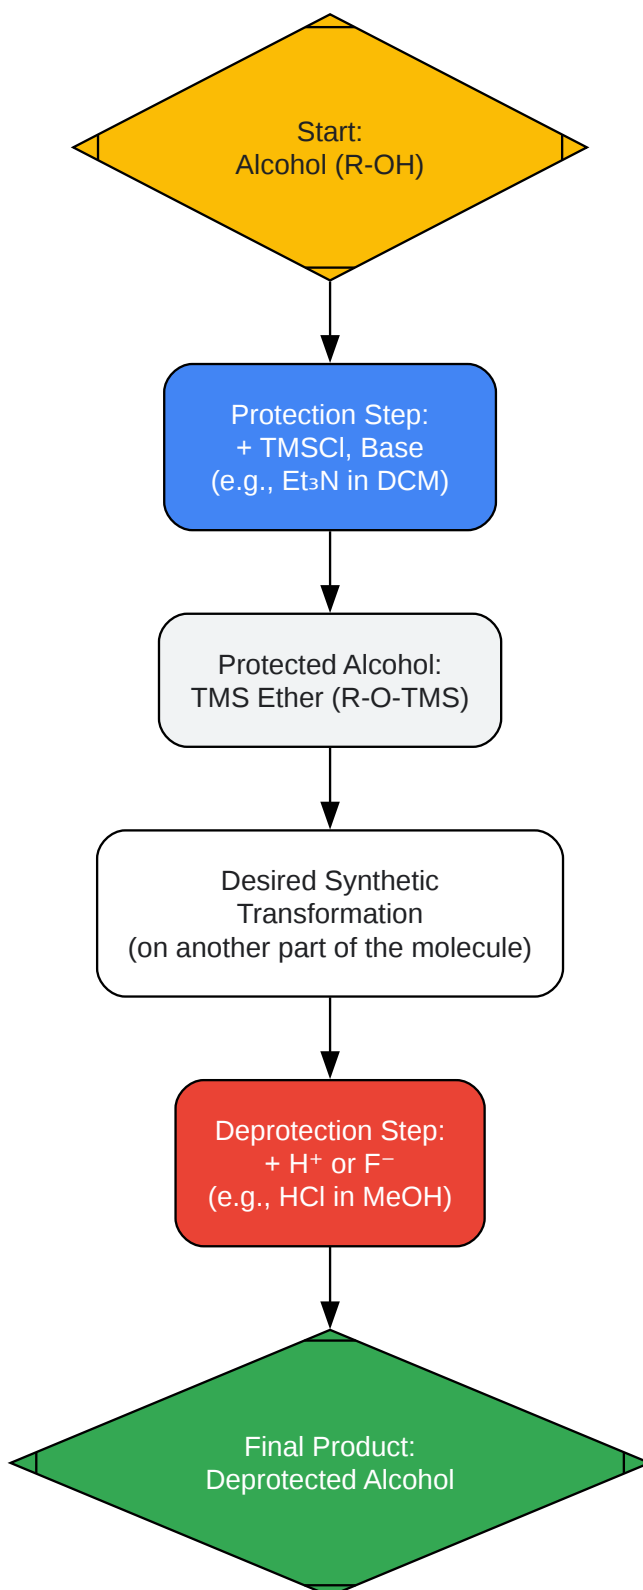 Start:
Alcohol (R-OH)
Protection Step:
+ TMSCl, Base
(e.g., Et₃N in DCM)
Protected Alcohol:
TMS Ether (R-O-TMS)
Desired Synthetic
Transformation
(on another part of the molecule)
Deprotection Step:
+ H⁺ or F⁻
(e.g., HCl in MeOH)
Final Product:
Deprotected Alcohol